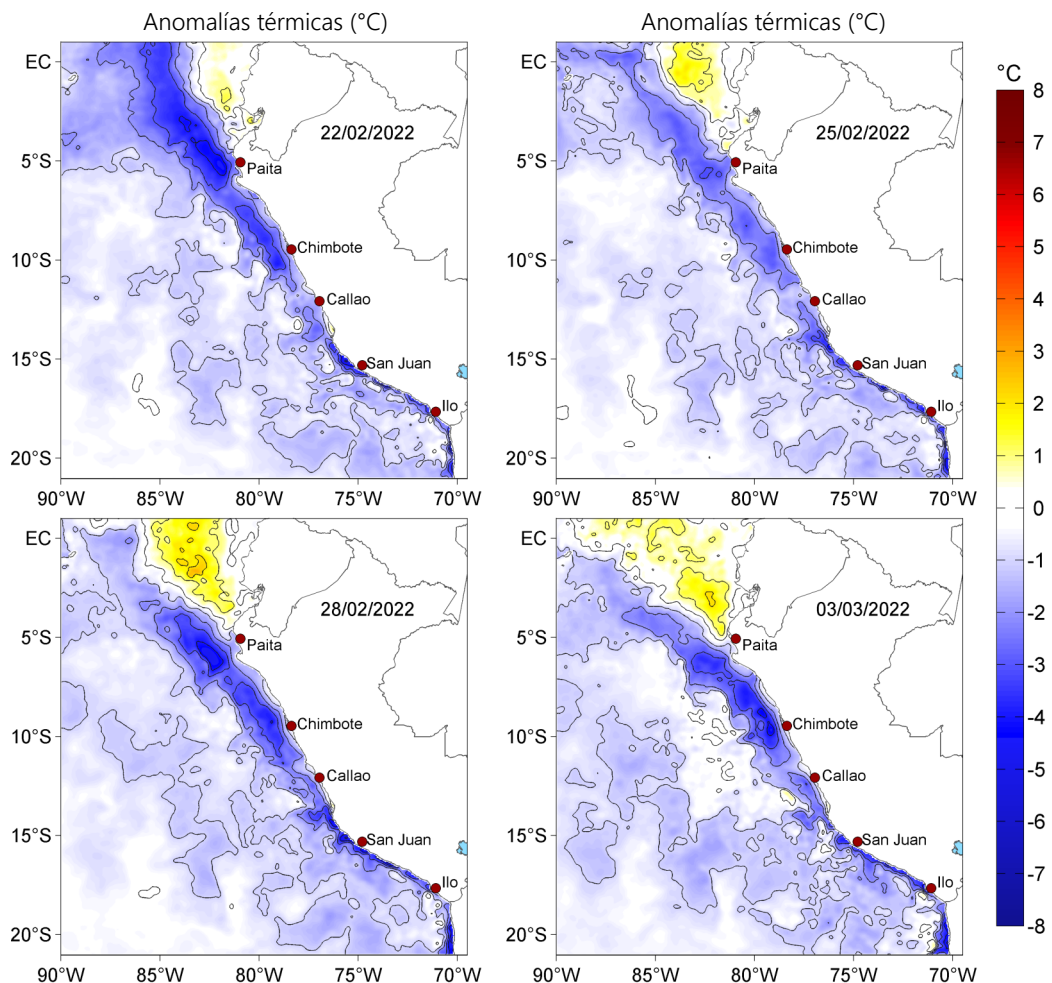 Anomalías térmicas (°C)
Anomalías térmicas (°C)
EC
5°S
10°S
15°S
20°S
90°W
85°W
80°W
75°W
70°W
22/02/2022
Paita
Chimbote
Callao
San Juan
Ilo
EC
5°S
10°S
15°S
20°S
90°W
85°W
80°W
75°W
70°W
25/02/2022
Paita
Chimbote
Callao
San Juan
Ilo
EC
5°S
10°S
15°S
20°S
90°W
85°W
80°W
75°W
70°W
28/02/2022
Paita
Chimbote
Callao
San Juan
Ilo
EC
5°S
10°S
15°S
20°S
90°W
85°W
80°W
75°W
70°W
03/03/2022
Paita
Chimbote
Callao
San Juan
Ilo
°C
8
7
6
5
4
3
2
1
0
-1
-2
-3
-4
-5
-6
-7
-8